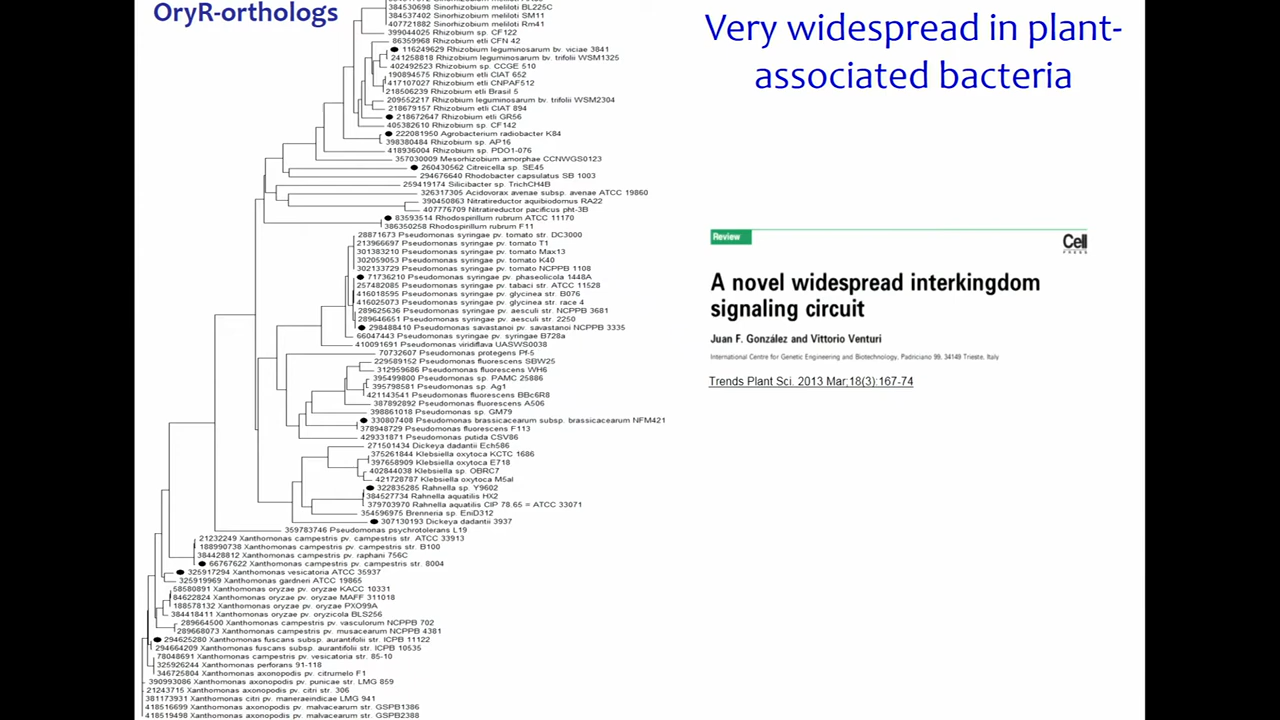 OryR-orthologs
384530698 Sinorhizobium meliloti BL225C
384537402 Sinorhizobium meliloti SM11
407721882 Sinorhizobium meliloti Rm41
399044025 Rhizobium sp. CF122
86359968 Rhizobium etli CFN 42
116249629 Rhizobium leguminosarum bv. viciae 3841
241258818 Rhizobium leguminosarum bv. trifolii WSM1325
402492523 Rhizobium sp. CCGE 510
190894575 Rhizobium etli CIAT 652
417107027 Rhizobium etli CNPAF512
218506239 Rhizobium etli Brasil 5
209552217 Rhizobium leguminosarum bv. trifolii WSM2304
218679157 Rhizobium etli CIAT 894
218672647 Rhizobium etli GR56
405382610 Rhizobium sp. CF142
222081950 Agrobacterium radiobacter K84
398380484 Rhizobium sp. AP16
418936004 Rhizobium sp. PDO1-076
357030009 Mesorhizobium amorphae CCNWGS0123
260430562 Citreicella sp. SE45
294676640 Rhodobacter capsulatus SB 1003
259419174 Silicibacter sp. TrichCH4B
326317305 Acidovorax avenae subsp. avenae ATCC 19860
390450863 Nitratireductor aquibiodomus RA22
407776709 Nitratireductor pacificus pht-3B
83593514 Rhodospirillum rubrum ATCC 11170
386350258 Rhodospirillum rubrum F11
28871673 Pseudomonas syringae pv. tomato str. DC3000
213966697 Pseudomonas syringae pv. tomato T1
301383210 Pseudomonas syringae pv. tomato Max13
302059053 Pseudomonas syringae pv. tomato K40
302133729 Pseudomonas syringae pv. tomato NCPPB 1108
71736210 Pseudomonas syringae pv. phaseolicola 1448A
257482085 Pseudomonas syringae pv. tabaci str. ATCC 11528
416018595 Pseudomonas syringae pv. glycinea str. B076
416025073 Pseudomonas syringae pv. glycinea str. race 4
289625636 Pseudomonas syringae pv. aesculi str. NCPPB 3681
289646651 Pseudomonas syringae pv. aesculi str. 2250
298488410 Pseudomonas savastanoi pv. savastanoi NCPPB 3335
66047443 Pseudomonas syringae pv. syringae B728a
410091691 Pseudomonas viridiflava UASWS0038
70732607 Pseudomonas protegens Pf-5
229589152 Pseudomonas fluorescens SBW25
312959686 Pseudomonas fluorescens WH6
395499800 Pseudomonas sp. PAMC 25886
395798581 Pseudomonas sp. Ag1
421143541 Pseudomonas fluorescens BBc6R8
387892892 Pseudomonas fluorescens A506
398861018 Pseudomonas sp. GM79
330807408 Pseudomonas brassicacearum subsp. brassicacearum NFM421
378948729 Pseudomonas fluorescens F113
429331871 Pseudomonas putida CSV86
271501434 Dickeya dadantii Ech586
375261844 Klebsiella oxytoca KCTC 1686
397658909 Klebsiella oxytoca E718
402844038 Klebsiella sp. OBRC7
421728787 Klebsiella oxytoca M5al
322835285 Rahnella sp. Y9602
384527734 Rahnella aquatilis HX2
379703970 Rahnella aquatilis CIP 78.65 = ATCC 33071
354596975 Brenneria sp. EniD312
307130193 Dickeya dadantii 3937
359783746 Pseudomonas psychrotolerans L19
21232249 Xanthomonas campestris pv. campestris str. ATCC 33913
188990738 Xanthomonas campestris pv. campestris str. B100
384428812 Xanthomonas campestris pv. raphani 756C
66767622 Xanthomonas campestris pv. campestris str. 8004
325917294 Xanthomonas vesicatoria ATCC 35937
325919969 Xanthomonas gardneri ATCC 19865
58580891 Xanthomonas oryzae pv. oryzae KACC 10331
84622824 Xanthomonas oryzae pv. oryzae MAFF 311018
188578132 Xanthomonas oryzae pv. oryzae PXO99A
384418411 Xanthomonas oryzae pv. oryzicola BLS256
289664500 Xanthomonas campestris pv. vasculorum NCPPB 702
289668073 Xanthomonas campestris pv. musacearum NCPPB 4381
294625280 Xanthomonas fuscans subsp. aurantifolii str. ICPB 11122
294664209 Xanthomonas fuscans subsp. aurantifolii str. ICPB 10535
78048691 Xanthomonas campestris pv. vesicatoria str. 85-10
325926244 Xanthomonas perforans 91-118
346725804 Xanthomonas axonopodis pv. citrumelo F1
390993086 Xanthomonas axonopodis pv. punicae str. LMG 859
21243715 Xanthomonas axonopodis pv. citri str. 306
381173931 Xanthomonas citri pv. mangiferaeindicae LMG 941
418516699 Xanthomonas axonopodis pv. malvacearum str. GSPB1386
418519498 Xanthomonas axonopodis pv. malvacearum str. GSPB2388
Very widespread in plant-
associated bacteria
Review
Cell
PRESS
A novel widespread interkingdom
signaling circuit
Juan F. González and Vittorio Venturi
International Centre for Genetic Engineering and Biotechnology, Padriciano 99, 34149 Trieste, Italy
Trends Plant Sci. 2013 Mar;18(3):167-74